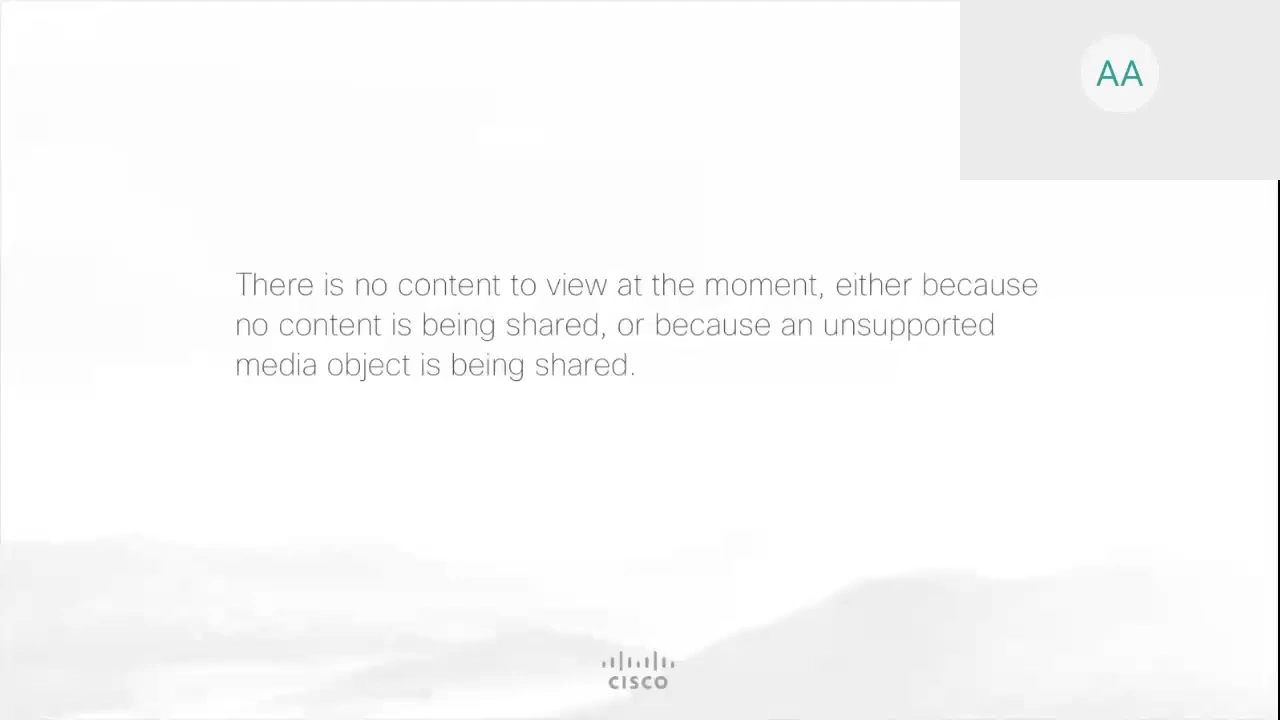 AA
There is no content to view at the moment, either because
no content is being shared, or because an unsupported
media object is being shared.
CISCO